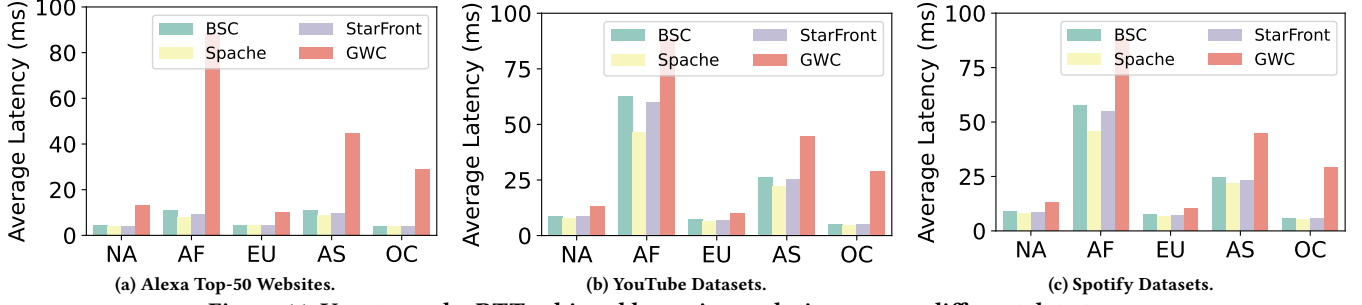 Average Latency (ms)
100
80
60
40
20
0
BSC
Spache
StarFront
GWC
NA AF EU AS OC
(a) Alexa Top-50 Websites.
Average Latency (ms)
100
75
50
25
0
BSC
Spache
StarFront
GWC
NA AF EU AS OC
(b) YouTube Datasets.
Average Latency (ms)
100
75
50
25
0
BSC
Spache
StarFront
GWC
NA AF EU AS OC
(c) Spotify Datasets.